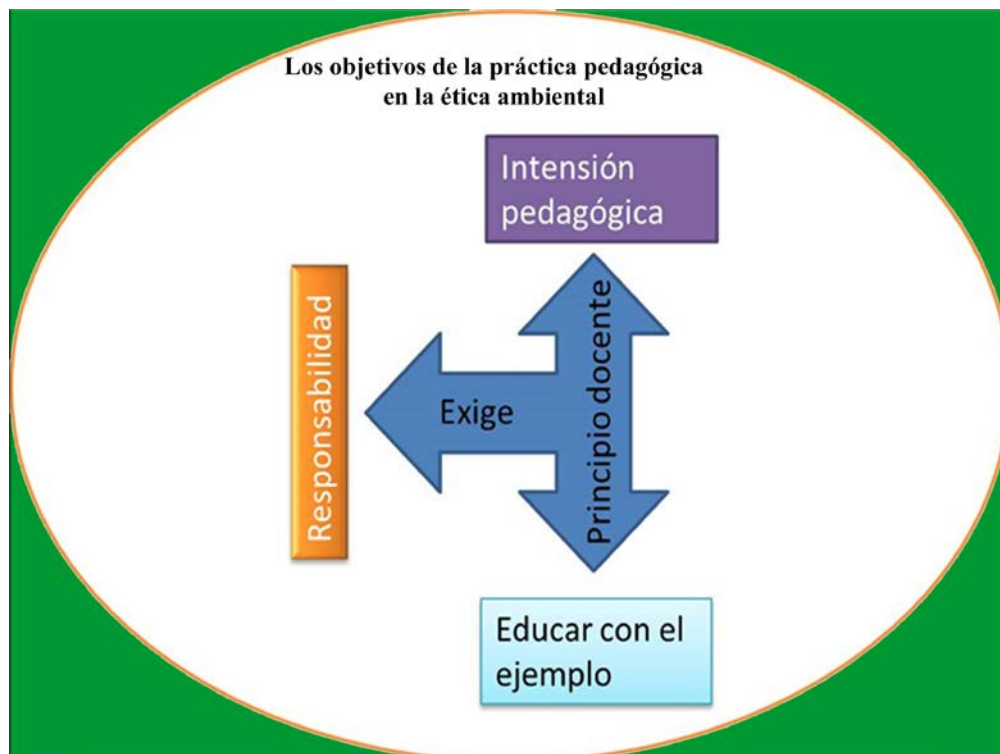 Los objetivos de la práctica pedagógica
en la ética ambiental
Intensión
pedagógica
Responsabilidad
Exige
Principio docente
Educar con el
ejemplo